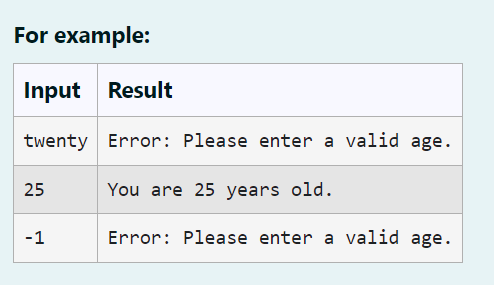 For example:
Input Result
twenty Error: Please enter a valid age.
25 You are 25 years old.
-1 Error: Please enter a valid age.